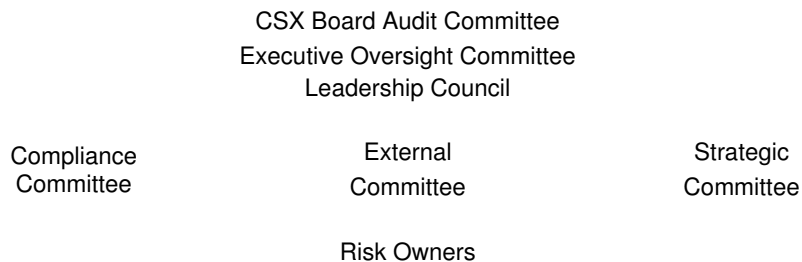 CSX Board Audit Committee
Executive Oversight Committee
Leadership Council
Compliance
Committee
External
Committee
Strategic
Committee
Risk Owners